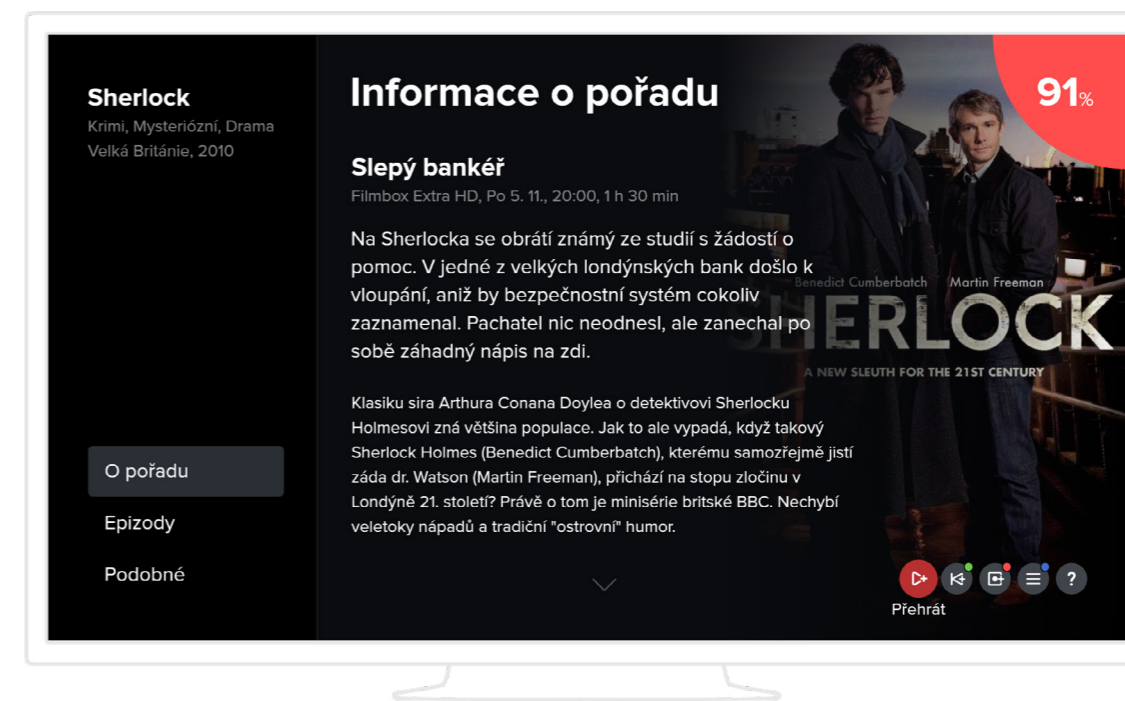 Sherlock
Krimi, Mysteriózní, Drama
Velká Británie, 2010
O pořadu
Epizody
Podobné
Informace o pořadu
91%
Slepý bankéř
Filmbox Extra HD, Po 5. 11., 20:00, 1 h 30 min
Na Sherlocka se obrátí známý ze studií s žádostí o
pomoc. V jedné z velkých londýnských bank došlo k
vloupání, aniž by bezpečnostní systém cokoliv
zaznamenal. Pachatel nic neodnesl, ale zanechal po
sobě záhadný nápis na zdi.
Klasiku sira Arthura Conana Doylea o detektivovi Sherlocku
Holmesovi zná většina populace. Jak to ale vypadá, když takový
Sherlock Holmes (Benedict Cumberbatch), kterému samozřejmě jistí
záda dr. Watson (Martin Freeman), přichází na stopu zločinu v
Londýně 21. století? Právě o tom je minisérie britské BBC. Nechybí
veletoky nápadů a tradiční "ostrovní" humor.
Benedict Cumberbatch Martin Freeman
SHERLOCK
A NEW SLEUTH FOR THE 21ST CENTURY
?
Přehrát